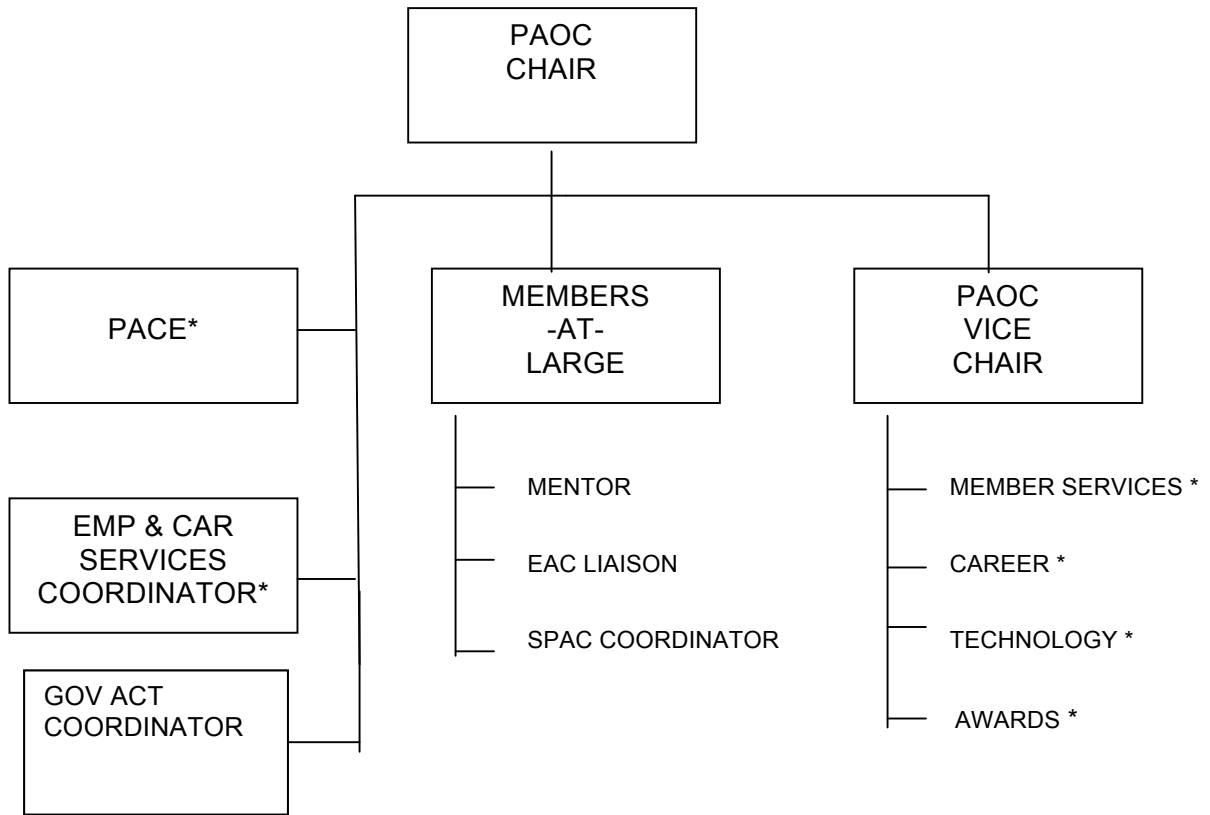 PAOC
CHAIR
PACE*
MEMBERS
-AT-
LARGE
PAOC
VICE
CHAIR
EMP & CAR
SERVICES
COORDINATOR*
GOV ACT
COORDINATOR
MENTOR
EAC LIAISON
SPAC COORDINATOR
MEMBER SERVICES *
CAREER *
TECHNOLOGY *
AWARDS *